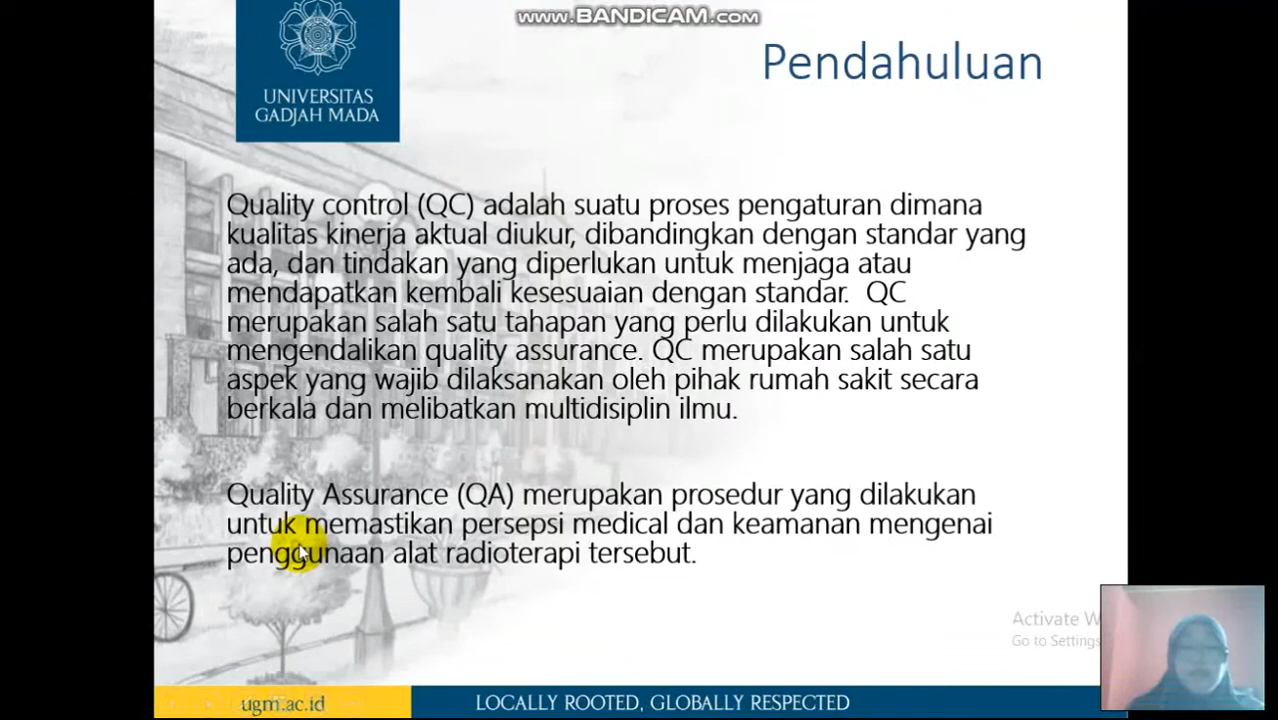 www.BANDICAM.com
UNIVERSITAS
GADJAH MADA
Pendahuluan
Quality control (QC) adalah suatu proses pengaturan dimana
kualitas kinerja aktual diukur, dibandingkan dengan standar yang
ada, dan tindakan yang diperlukan untuk menjaga atau
mendapatkan kembali kesesuaian dengan standar. QC
merupakan salah satu tahapan yang perlu dilakukan untuk
mengendalikan quality assurance. QC merupakan salah satu
aspek yang wajib dilaksanakan oleh pihak rumah sakit secara
berkala dan melibatkan multidisiplin ilmu.
Quality Assurance (QA) merupakan prosedur yang dilakukan
untuk memastikan persepsi medical dan keamanan mengenai
penggunaan alat radioterapi tersebut.
Activate W
Go to Settings
ugm.ac.id
LOCALLY ROOTED, GLOBALLY RESPECTED